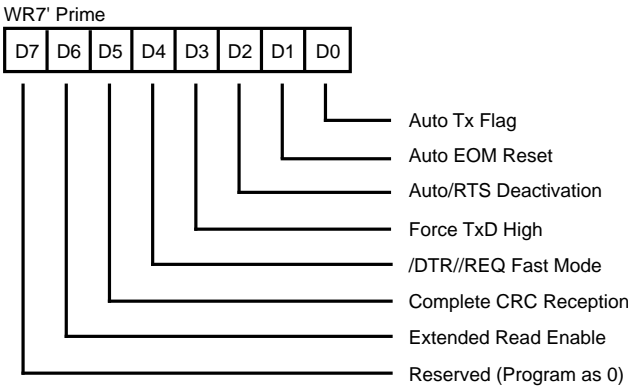 WR7' Prime
D7 D6 D5 D4 D3 D2 D1 D0
Auto Tx Flag
Auto EOM Reset
Auto/RTS Deactivation
Force TxD High
/DTR//REQ Fast Mode
Complete CRC Reception
Extended Read Enable
Reserved (Program as 0)